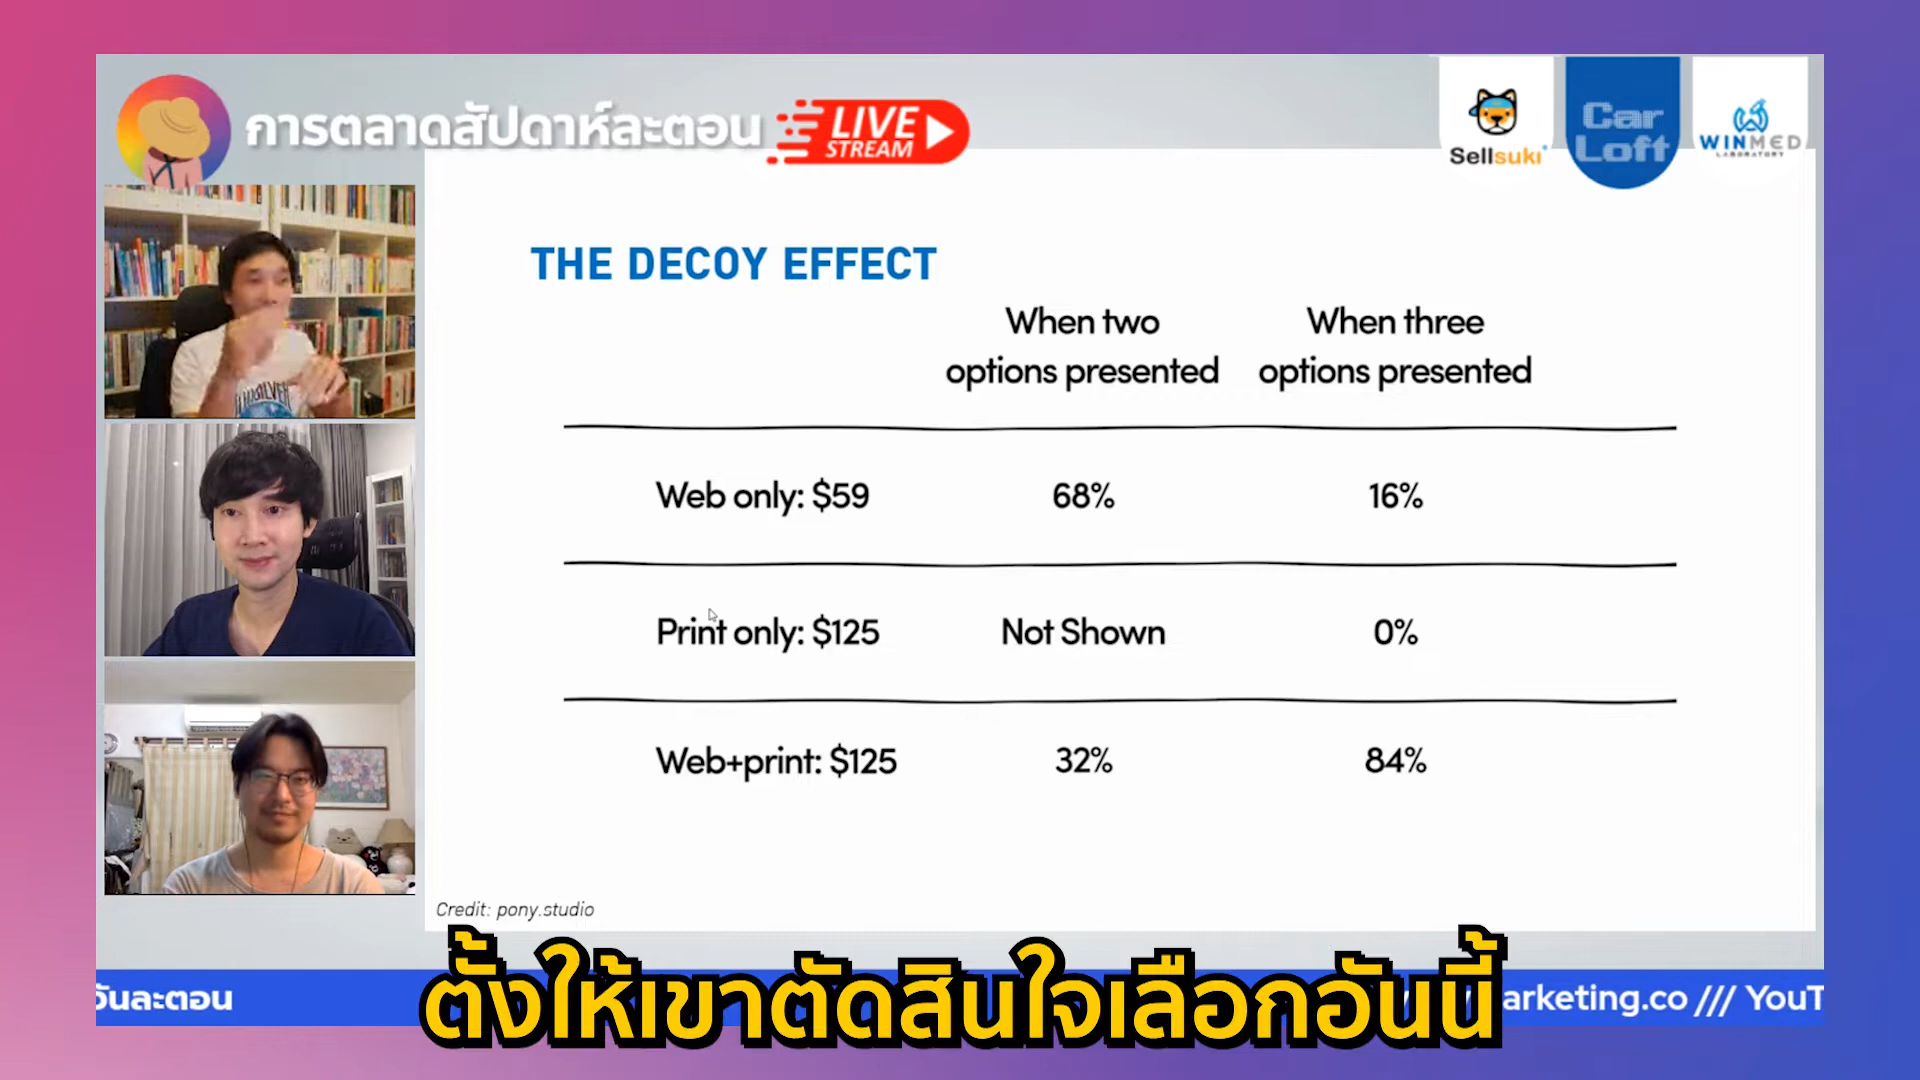 การตลาดสัปดาห์ละตอน
LIVE
STREAM
Sellsuki
Car
Loft
WINMED
LABORATORY
THE DECOY EFFECT
When two
options presented
When three
options presented
Web only: $59 68% 16%
Print only: $125 Not Shown 0%
Web+print: $125 32% 84%
Credit: pony.studio
ตั้งให้เขาตัดสินใจเลือกอันนี้
วันละตอน
arketing.co /// YouT